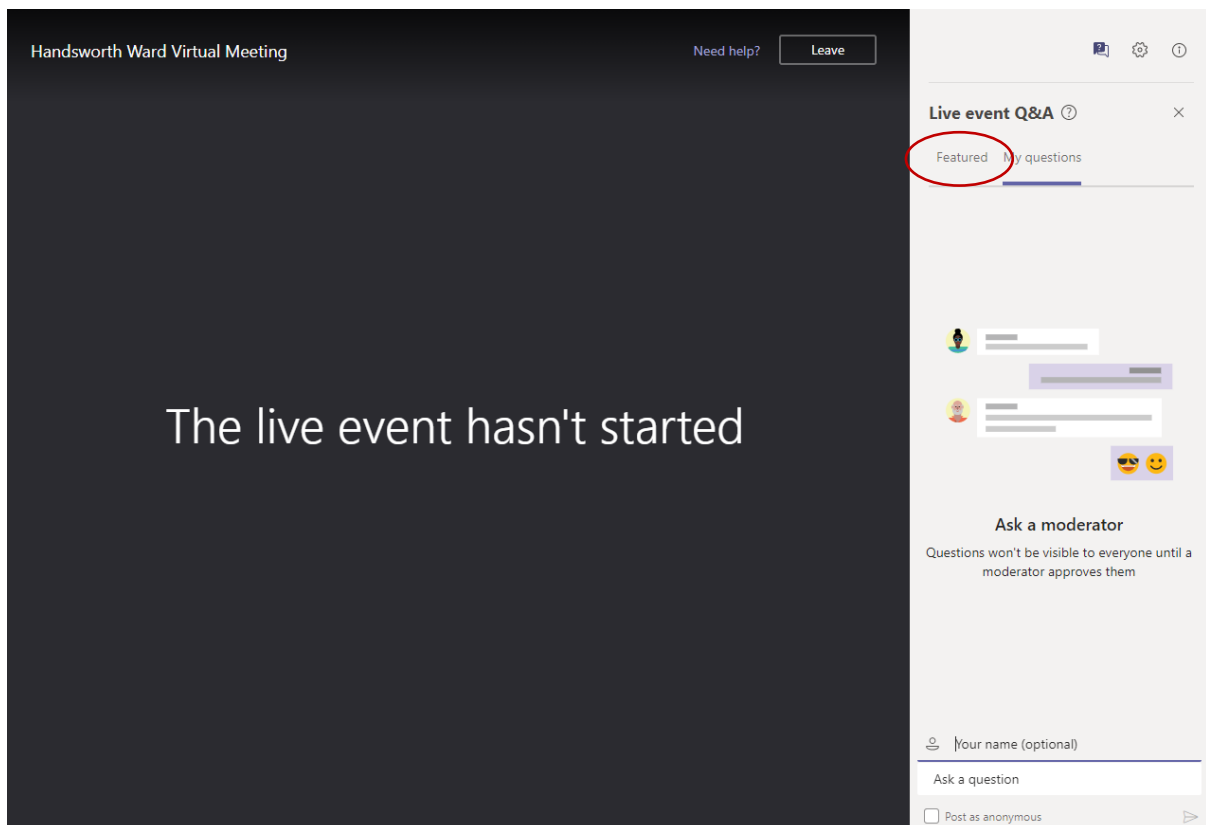 Handsworth Ward Virtual Meeting
Need help?
Leave
Live event Q&A
Featured
My questions
The live event hasn't started
Ask a moderator
Questions won't be visible to everyone until a
moderator approves them
Your name (optional)
Ask a question
Post as anonymous